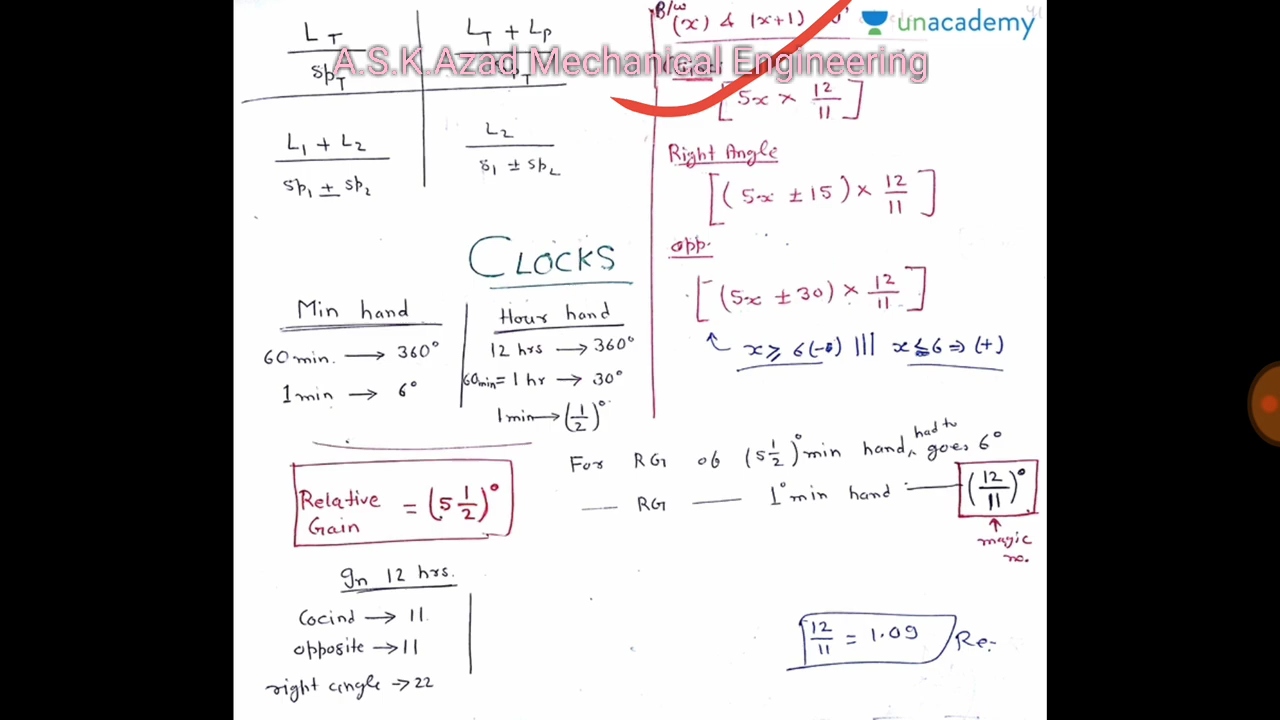 L_T / sp_T
L_T + L_P / sp_T
L_1 + L_2 / sp_1 ± sp_2
L_2 / s_1 ± sp_2
unacademy
A.S.K.Azad Mechanical Engineering
B/w
(x) & (x+1)
[5x × 12/11]
Right Angle
[(5x ± 15) × 12/11]
opp.
[(5x ± 30) × 12/11]
x ≥ 6 (-) ||| x ≤ 6 ⇒ (+)
CLOCKS
Min hand
60 min. → 360°
1 min → 6°
Hour hand
12 hrs → 360°
60min = 1 hr → 30°
1 min → (1/2)°
Relative Gain = (5 1/2)°
For RG of (5 1/2)° min hand, had to goes 6°
— RG — 1° min hand — (12/11)°
magic no.
In 12 hrs.
Cocind → 11
opposite → 11
right angle → 22
12/11 = 1.09 Re-